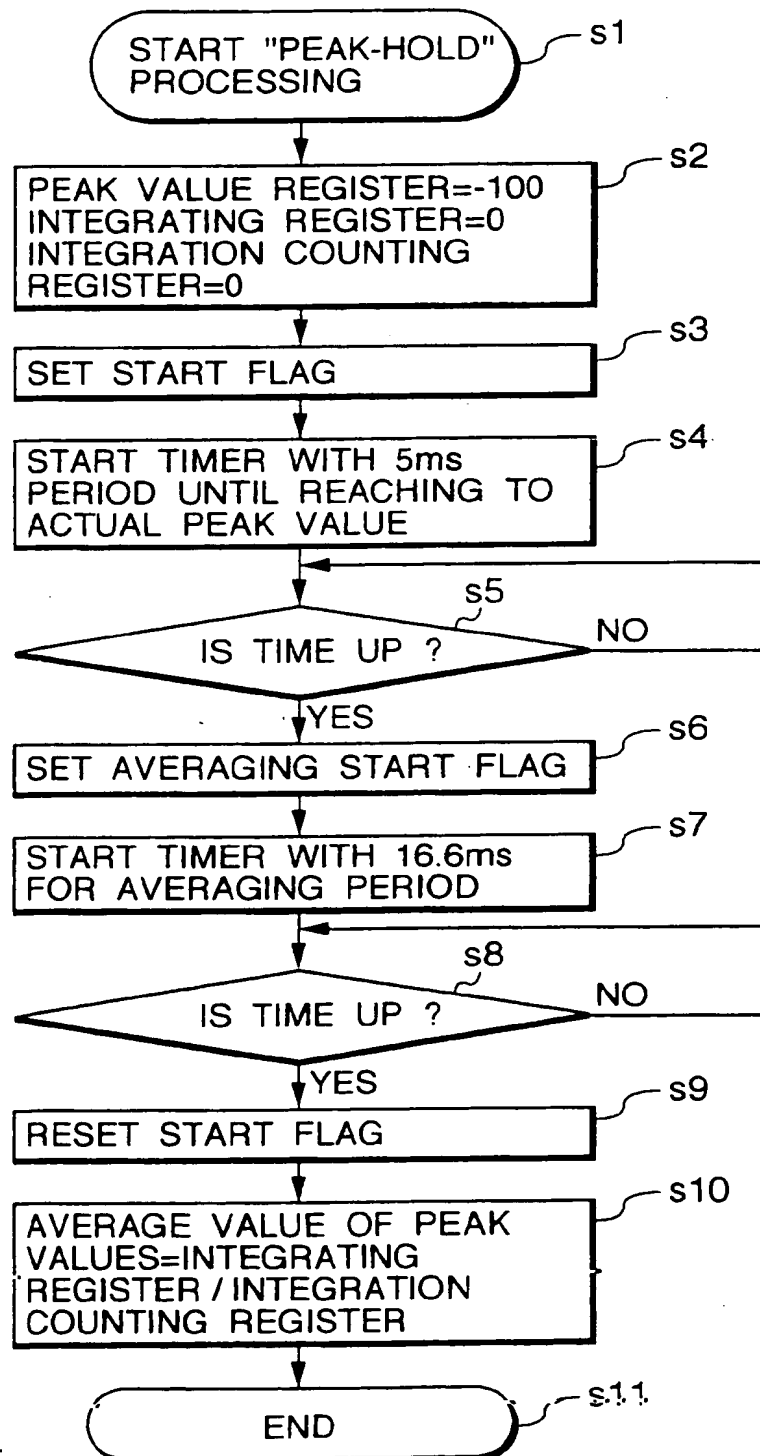 START "PEAK-HOLD"
PROCESSING
s1
s2
PEAK VALUE REGISTER=-100
INTEGRATING REGISTER=0
INTEGRATION COUNTING
REGISTER=0
s3
SET START FLAG
s4
START TIMER WITH 5ms
PERIOD UNTIL REACHING TO
ACTUAL PEAK VALUE
s5
IS TIME UP ?
NO
YES
s6
SET AVERAGING START FLAG
s7
START TIMER WITH 16.6ms
FOR AVERAGING PERIOD
s8
IS TIME UP ?
NO
YES
s9
RESET START FLAG
s10
AVERAGE VALUE OF PEAK
VALUES=INTEGRATING
REGISTER / INTEGRATION
COUNTING REGISTER
s11
END